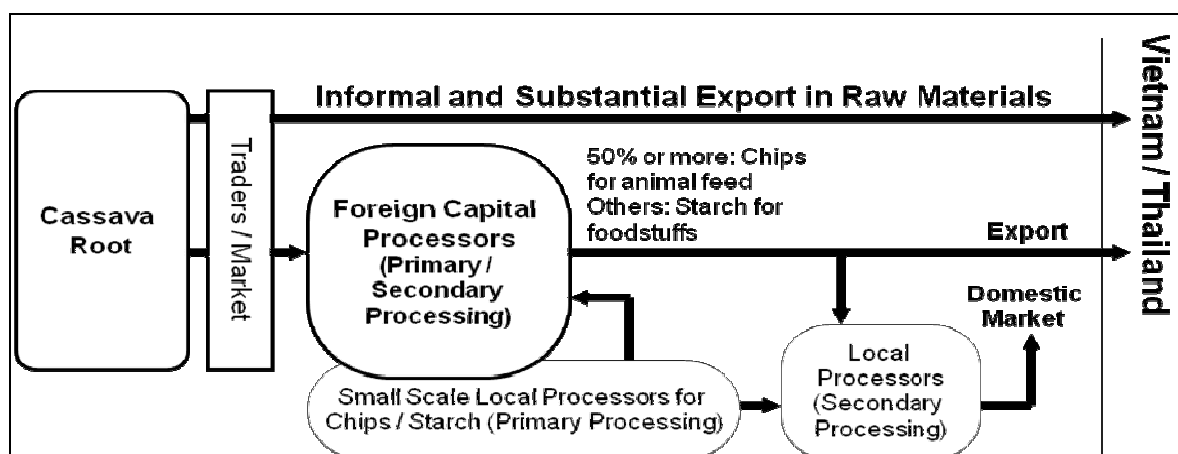 Informal and Substantial Export in Raw Materials
Cassava
Root
Traders / Market
Foreign Capital
Processors
(Primary /
Secondary
Processing)
50% or more: Chips
for animal feed
Others: Starch for
foodstuffs
Export
Vietnam / Thailand
Domestic
Market
Small Scale Local Processors for
Chips / Starch (Primary Processing)
Local
Processors
(Secondary
Processing)